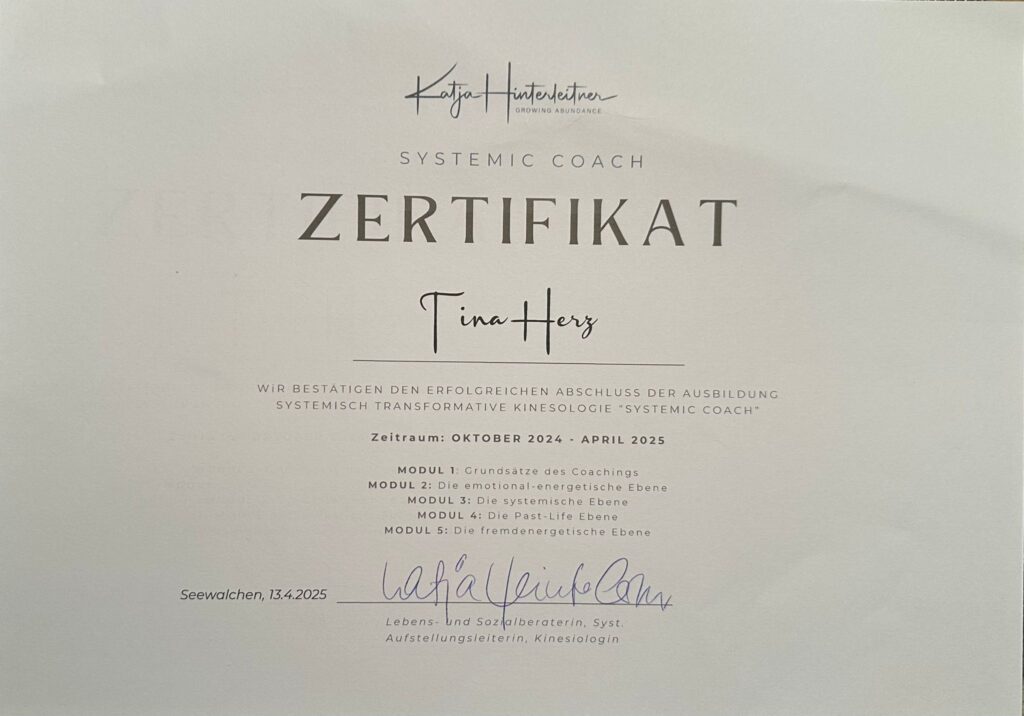 Katja Hinterleitner
GROWING ABUNDANCE
SYSTEMIC COACH
ZERTIFIKAT
Tina Herz
WiR BESTÄTIGEN DEN ERFOLGREICHEN ABSCHLUSS DER AUSBILDUNG
SYSTEMISCH TRANSFORMATIVE KINESOLOGIE "SYSTEMIC COACH"
Zeitraum: OKTOBER 2024 - APRIL 2025
MODUL 1: Grundsätze des Coachings
MODUL 2: Die emotional-energetische Ebene
MODUL 3: Die systemische Ebene
MODUL 4: Die Past-Life Ebene
MODUL 5: Die fremdenergetische Ebene
Katja Hinterleitner
Seewalchen, 13.4.2025
Lebens- und Sozialberaterin, Syst.
Aufstellungsleiterin, Kinesiologin